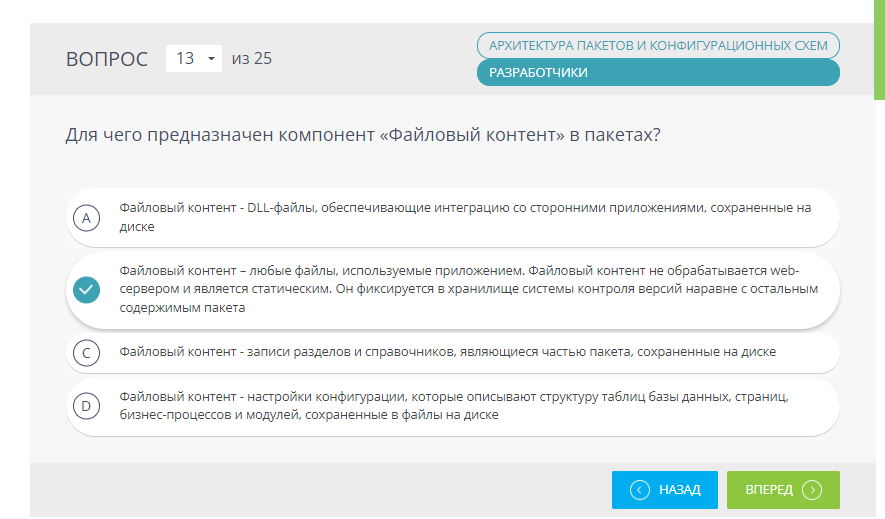 ВОПРОС 13 из 25
АРХИТЕКТУРА ПАКЕТОВ И КОНФИГУРАЦИОННЫХ СХЕМ
РАЗРАБОТЧИКИ
Для чего предназначен компонент «Файловый контент» в пакетах?
A Файловый контент - DLL-файлы, обеспечивающие интеграцию со сторонними приложениями, сохраненные на
диске
Файловый контент – любые файлы, используемые приложением. Файловый контент не обрабатывается web-
сервером и является статическим. Он фиксируется в хранилище системы контроля версий наравне с остальным
содержимым пакета
C Файловый контент - записи разделов и справочников, являющиеся частью пакета, сохраненные на диске
D Файловый контент - настройки конфигурации, которые описывают структуру таблиц базы данных, страниц,
бизнес-процессов и модулей, сохраненные в файлы на диске
НАЗАД
ВПЕРЕД